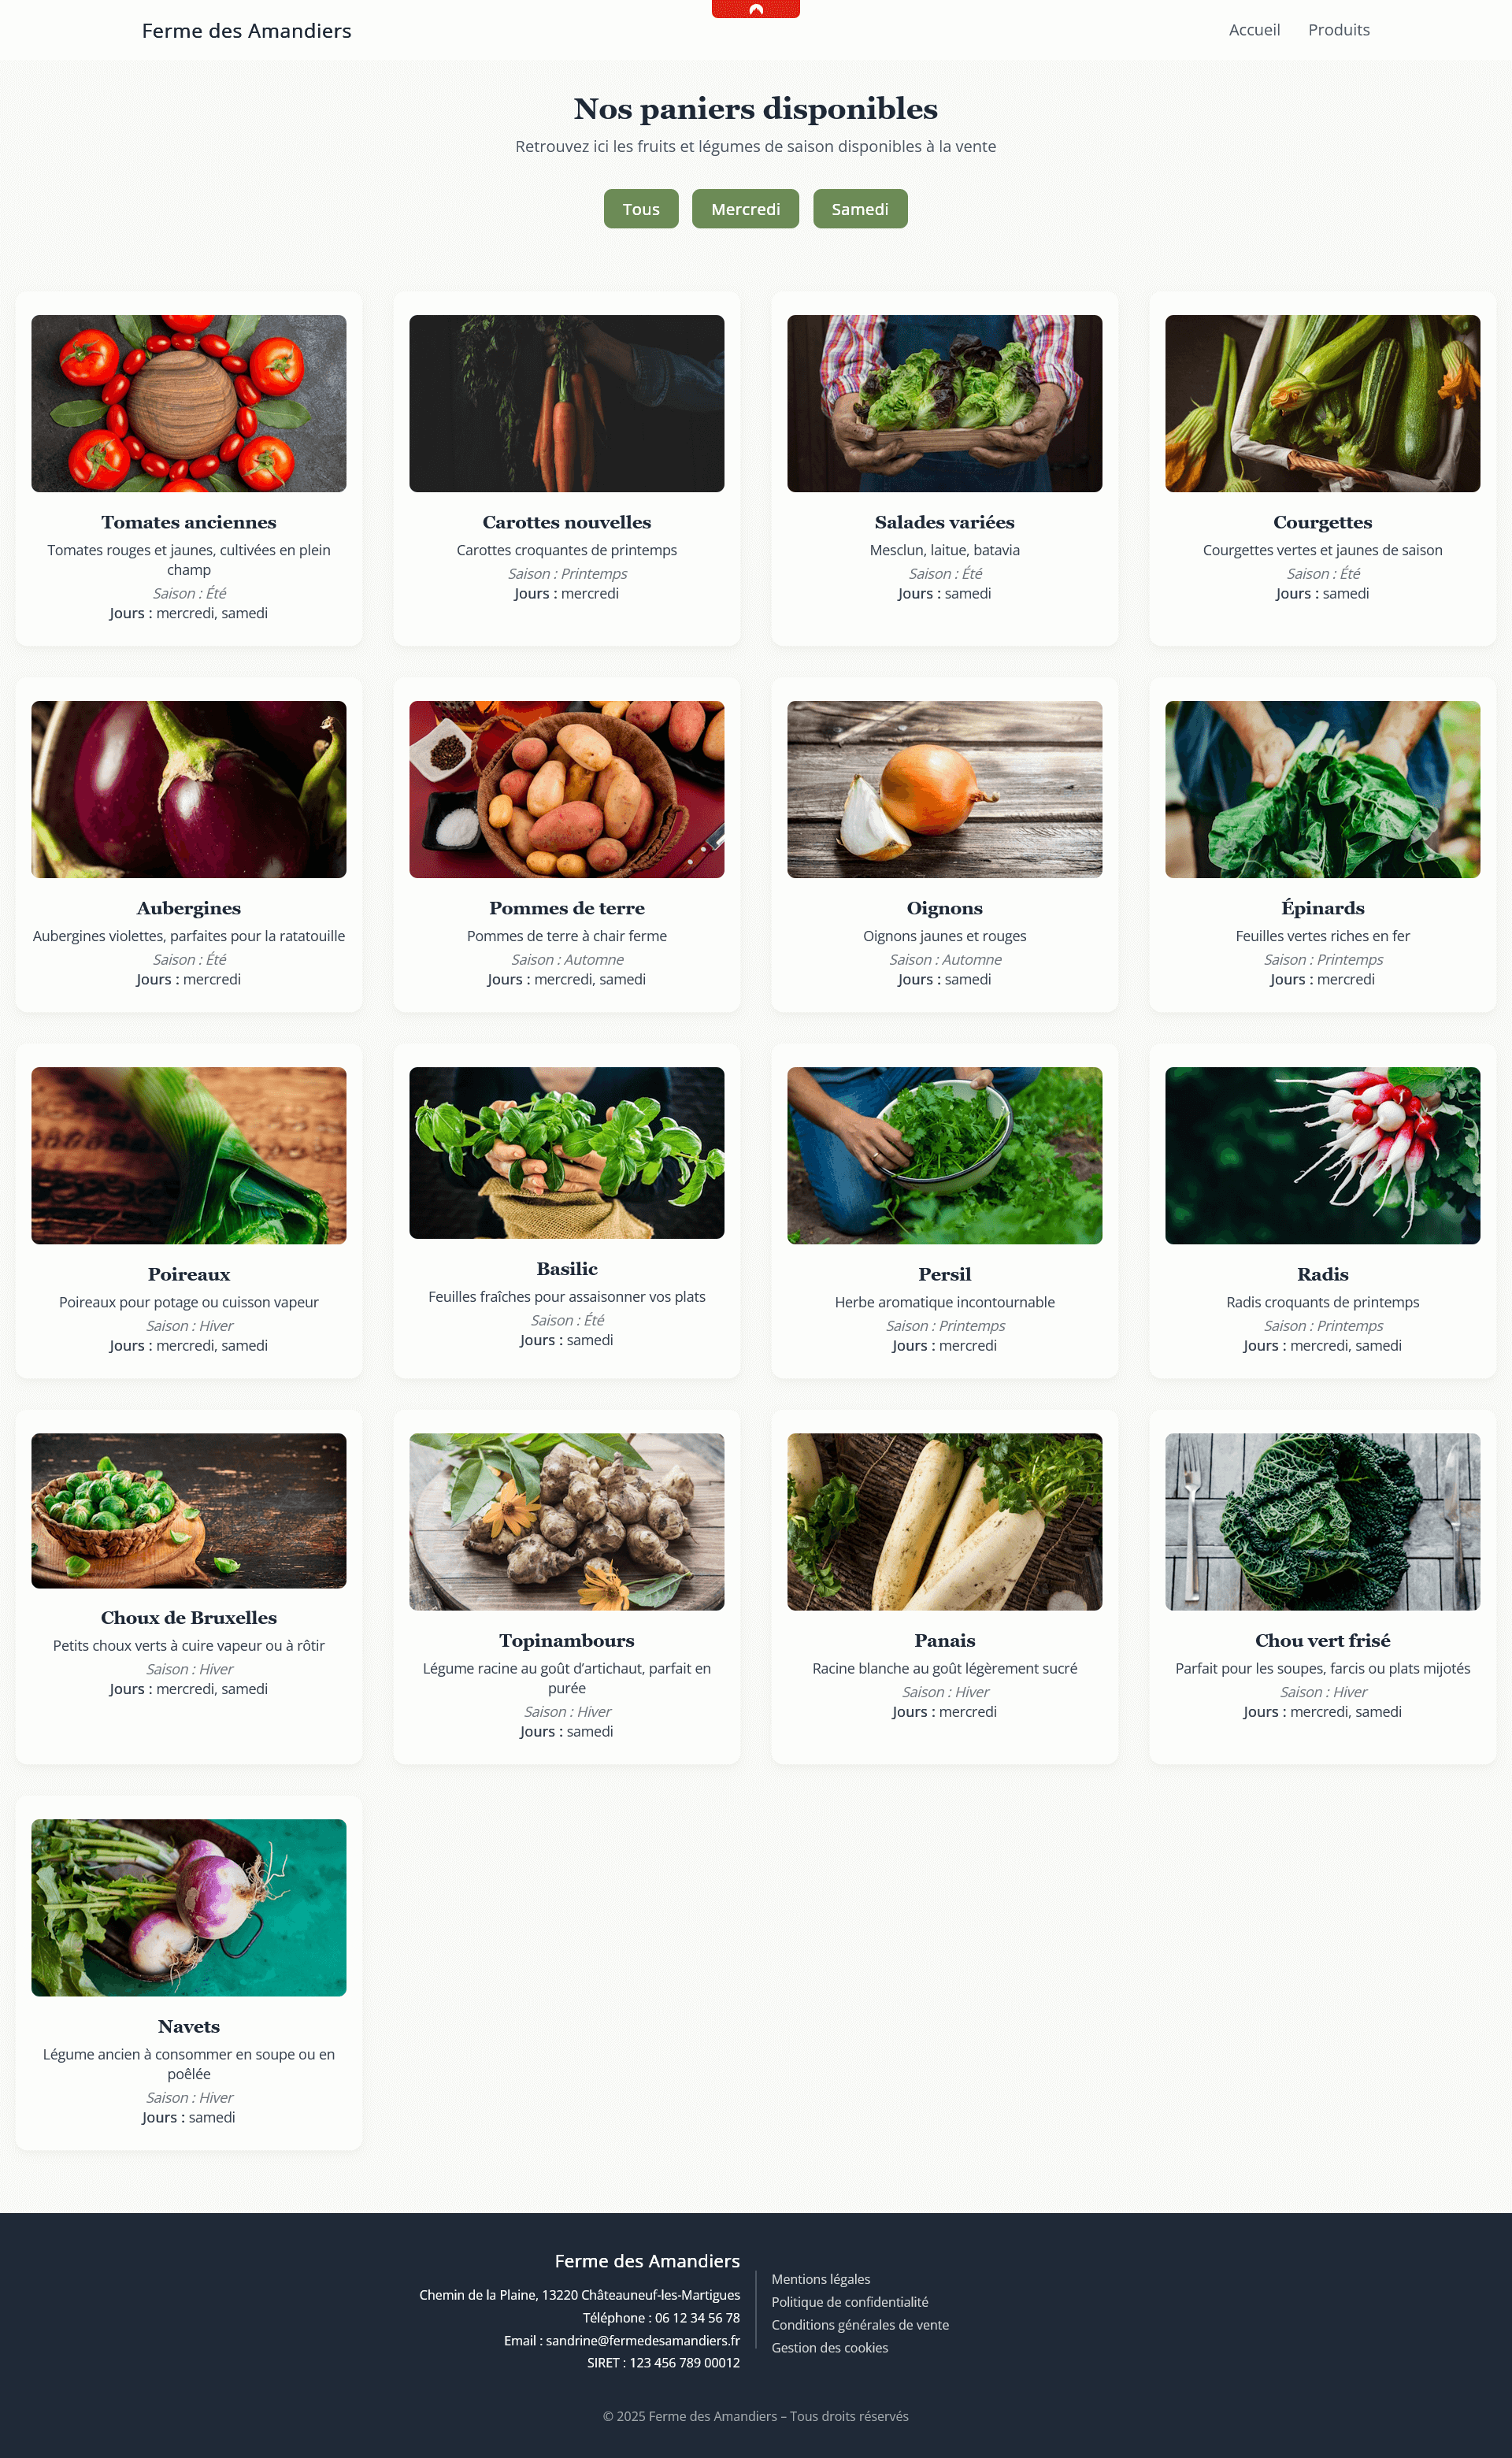 Ferme des Amandiers
Accueil
Produits
Nos paniers disponibles
Retrouvez ici les fruits et légumes de saison disponibles à la vente
Tous
Mercredi
Samedi
Tomates anciennes
Tomates rouges et jaunes, cultivées en plein
champ
Saison : Été
Jours : mercredi, samedi
Carottes nouvelles
Carottes croquantes de printemps
Saison : Printemps
Jours : mercredi
Salades variées
Mesclun, laitue, batavia
Saison : Été
Jours : samedi
Courgettes
Courgettes vertes et jaunes de saison
Saison : Été
Jours : samedi
Aubergines
Aubergines violettes, parfaites pour la ratatouille
Saison : Été
Jours : mercredi
Pommes de terre
Pommes de terre à chair ferme
Saison : Automne
Jours : mercredi, samedi
Oignons
Oignons jaunes et rouges
Saison : Automne
Jours : samedi
Épinards
Feuilles vertes riches en fer
Saison : Printemps
Jours : mercredi
Poireaux
Poireaux pour potage ou cuisson vapeur
Saison : Hiver
Jours : mercredi, samedi
Basilic
Feuilles fraîches pour assaisonner vos plats
Saison : Été
Jours : samedi
Persil
Herbe aromatique incontournable
Saison : Printemps
Jours : mercredi
Radis
Radis croquants de printemps
Saison : Printemps
Jours : mercredi, samedi
Choux de Bruxelles
Petits choux verts à cuire vapeur ou à rôtir
Saison : Hiver
Jours : mercredi, samedi
Topinambours
Légume racine au goût d’artichaut, parfait en
purée
Saison : Hiver
Jours : samedi
Panais
Racine blanche au goût légèrement sucré
Saison : Hiver
Jours : mercredi
Chou vert frisé
Parfait pour les soupes, farcis ou plats mijotés
Saison : Hiver
Jours : mercredi, samedi
Navets
Légume ancien à consommer en soupe ou en
poêlée
Saison : Hiver
Jours : samedi
Ferme des Amandiers
Chemin de la Plaine, 13220 Châteauneuf-les-Martigues
Téléphone : 06 12 34 56 78
Email : sandrine@fermedesamandiers.fr
SIRET : 123 456 789 00012
Mentions légales
Politique de confidentialité
Conditions générales de vente
Gestion des cookies
© 2025 Ferme des Amandiers – Tous droits réservés